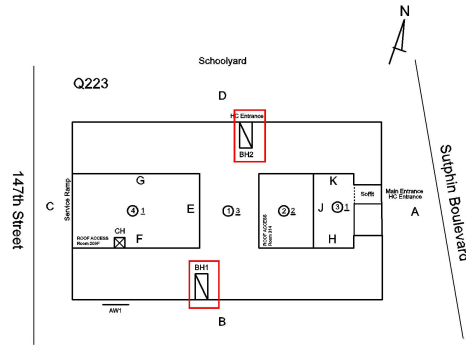 N
Schoolyard
Q223
D
HC Entrance
BH2
147th Street
C
Service Ramp
G
4 1
E
1 3
ROOF ACCESS
Room 314
2 2
K
J
3 1
H
Soffit
Main Entrance
HC Entrance
A
Sutphin Boulevard
CH
F
ROOF ACCESS
Room 209F
BH1
AW1
B